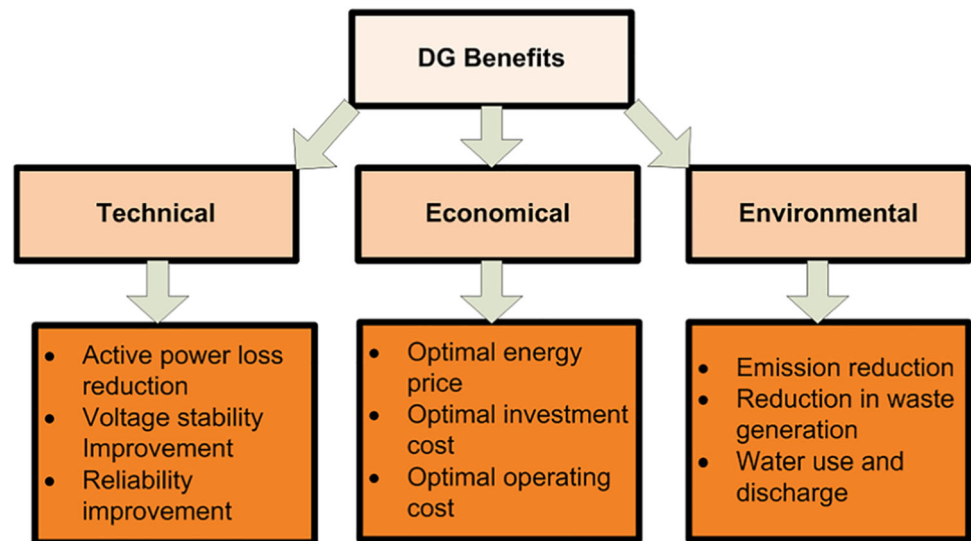 DG Benefits
Technical
Economical
Environmental
• Active power loss
reduction
• Voltage stability
Improvement
• Reliability
improvement
• Optimal energy
price
• Optimal investment
cost
• Optimal operating
cost
• Emission reduction
• Reduction in waste
generation
• Water use and
discharge